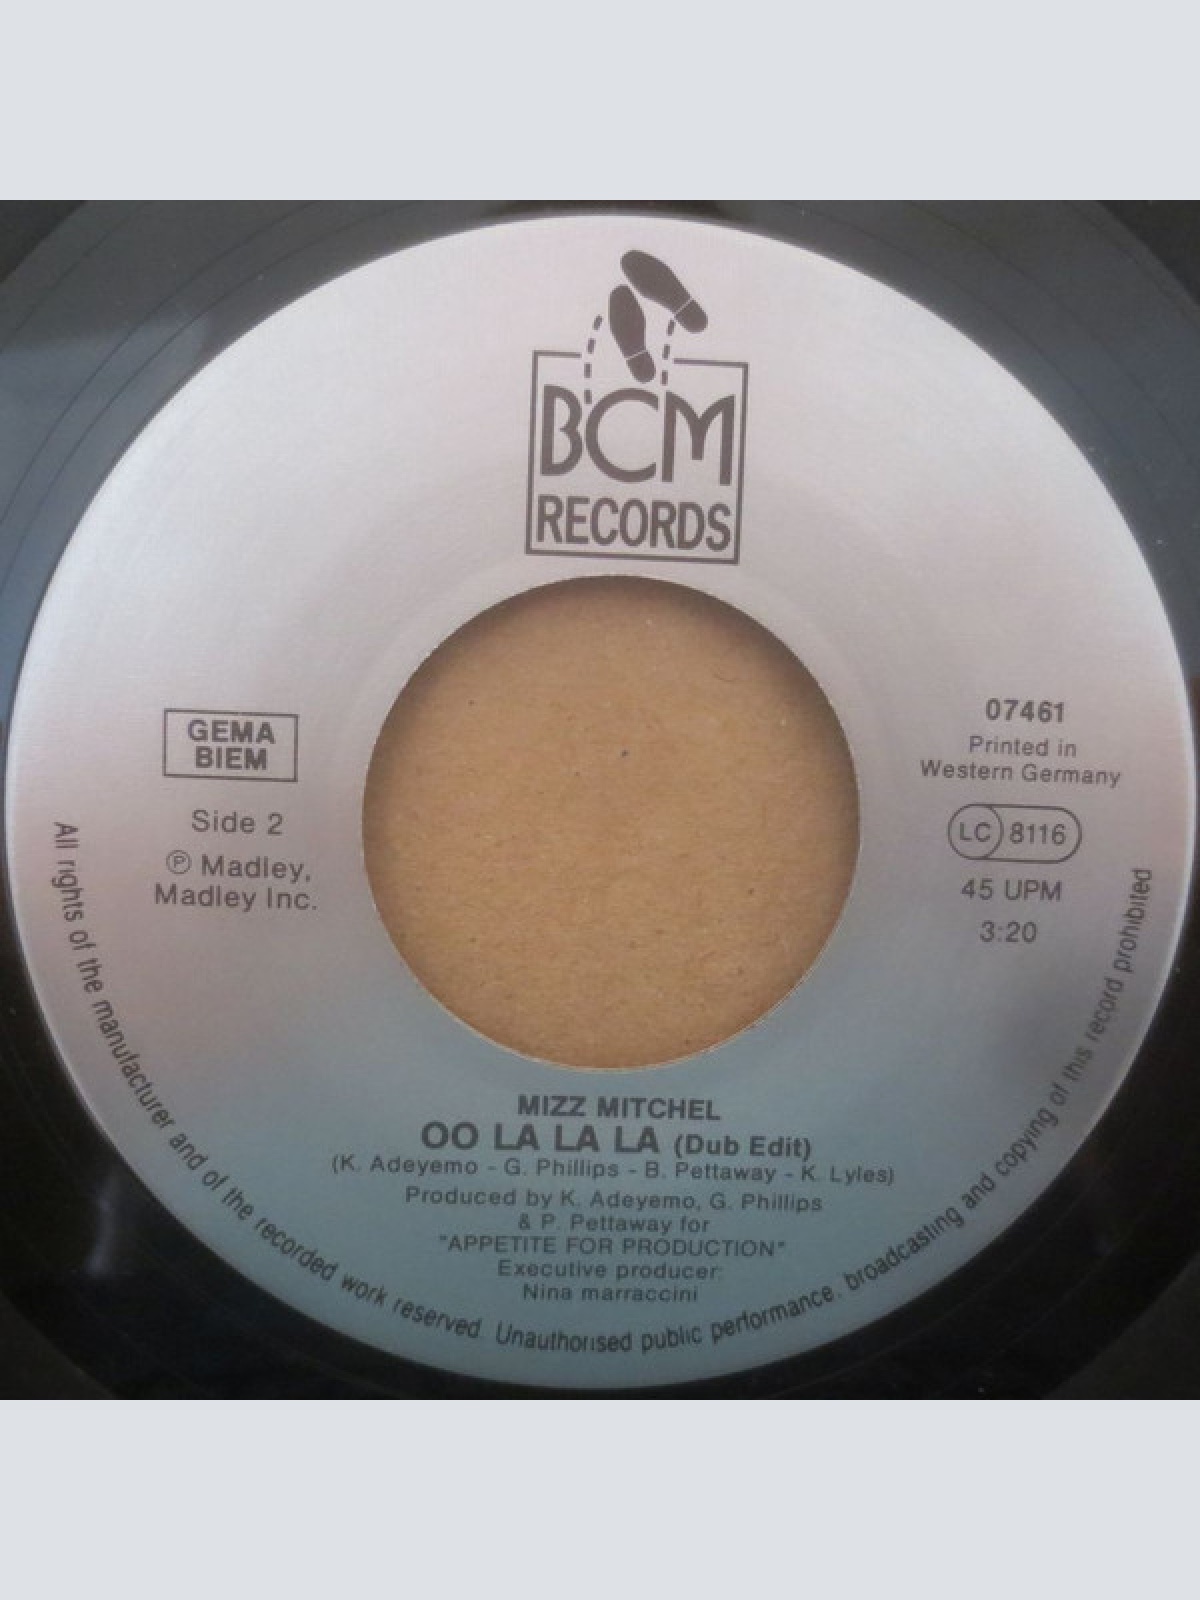 BCM
RECORDS
GEMA
BIEM
Side 2
℗ Madley,
Madley Inc.
07461
Printed in
Western Germany
LC 8116
45 UPM
3:20
MIZZ MITCHEL
OO LA LA LA (Dub Edit)
(K. Adeyemo - G. Phillips - B. Pettaway - K. Lyles)
Produced by K. Adeyemo, G. Phillips
& P. Pettaway for
"APPETITE FOR PRODUCTION"
Executive producer:
Nina marraccini
All rights of the manufacturer and of the recorded work reserved. Unauthorised public performance. broadcasting and copying of this record prohibited